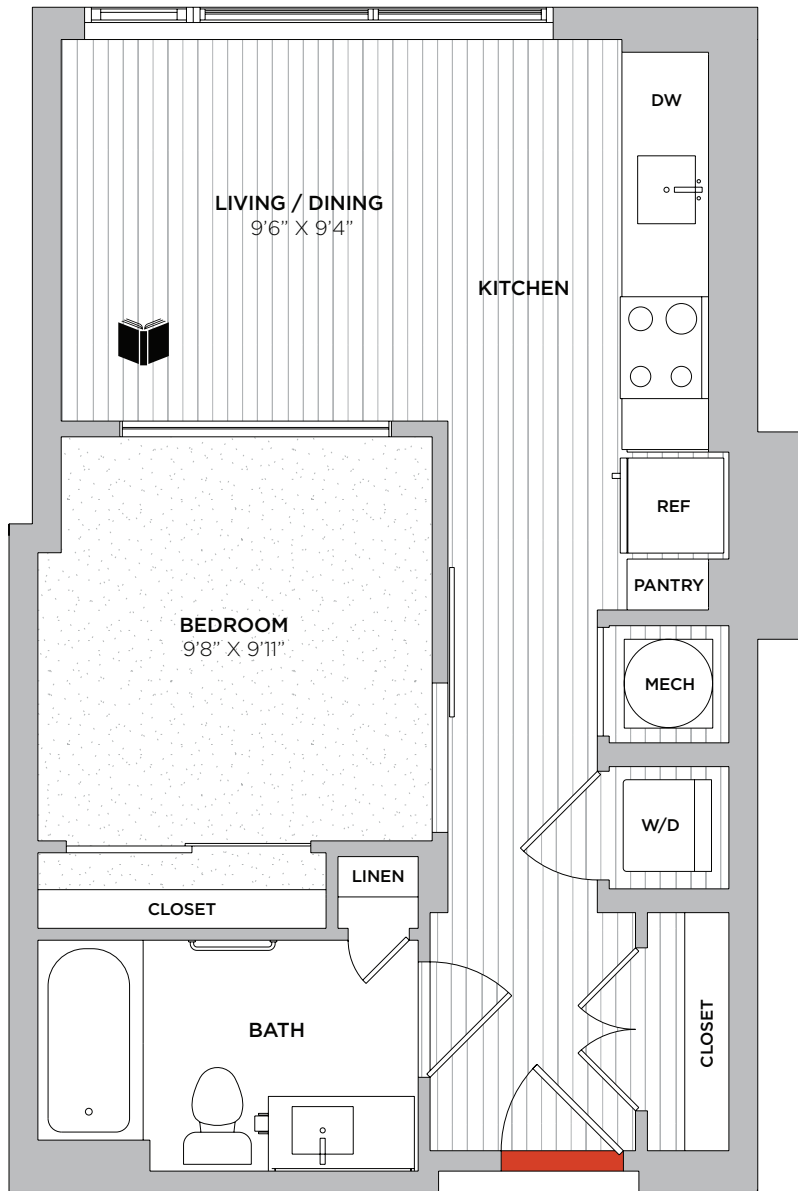 DW
LIVING / DINING
9’6” X 9’4”
KITCHEN
REF
PANTRY
BEDROOM
9’8” X 9’11”
MECH
W/D
LINEN
CLOSET
CLOSET
BATH